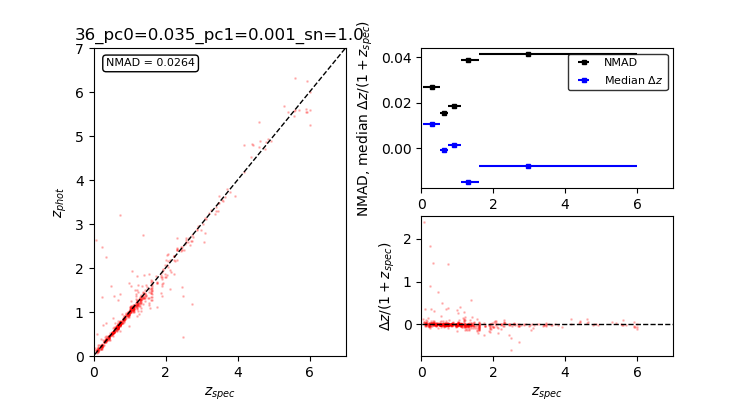 36_pc0=0.035_pc1=0.001_sn=1.0
NMAD = 0.0264
7
6
5
4
3
2
1
0
z_phot
0 2 4 6
z_spec
NMAD, median Δz/(1 + z_spec)
0.04
0.02
0.00
NMAD
Median Δz
0 2 4 6
Δz/(1 + z_spec)
2
1
0
0 2 4 6
z_spec